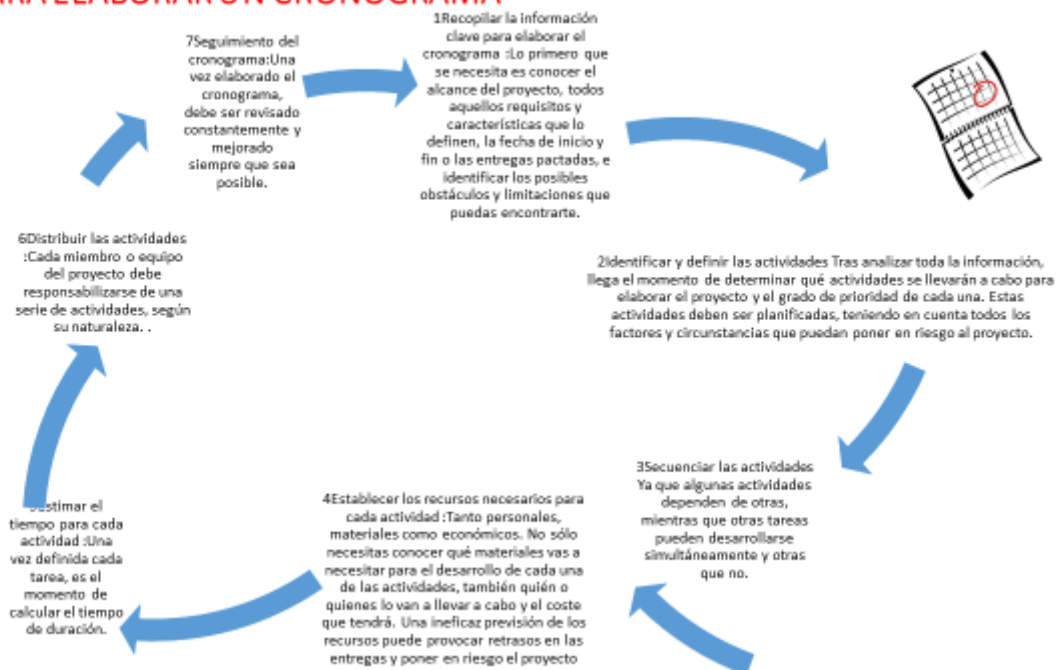 ARA ELABORAR UN CRONOGRAMA
1Recopilar la información
clave para elaborar el
cronograma :Lo primero que
se necesita es conocer el
alcance del proyecto, todos
aquellos requisitos y
características que lo
definen, la fecha de inicio y
fin o las entregas pactadas, e
identificar los posibles
obstáculos y limitaciones que
puedas encontrarte.
2Identificar y definir las actividades Tras analizar toda la información,
llega el momento de determinar qué actividades se llevarán a cabo para
elaborar el proyecto y el grado de prioridad de cada una. Estas
actividades deben ser planificadas, teniendo en cuenta todos los
factores y circunstancias que puedan poner en riesgo al proyecto.
3Secuenciar las actividades
Ya que algunas actividades
dependen de otras,
mientras que otras tareas
pueden desarrollarse
simultáneamente y otras
que no.
4Establecer los recursos necesarios para
cada actividad :Tanto personales,
materiales como económicos. No sólo
necesitas conocer qué materiales vas a
necesitar para el desarrollo de cada una
de las actividades, también quién o
quienes lo van a llevar a cabo y el coste
que tendrá. Una ineficaz previsión de los
recursos puede provocar retrasos en las
entregas y poner en riesgo el proyecto
el
tiempo para cada
actividad :Una
vez definida cada
tarea, es el
momento de
calcular el tiempo
de duración.
6Distribuir las actividades
:Cada miembro o equipo
del proyecto debe
responsabilizarse de una
serie de actividades, según
su naturaleza. .
7Seguimiento del
cronograma:Una
vez elaborado el
cronograma,
debe ser revisado
constantemente y
mejorado
siempre que sea
posible.